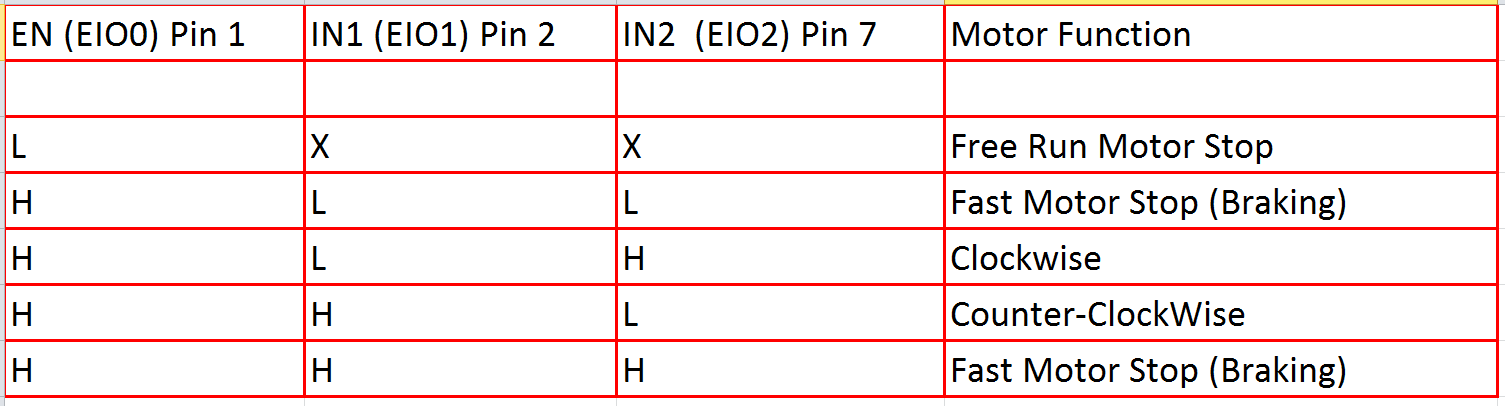 EN (EIO0) Pin 1 IN1 (EIO1) Pin 2 IN2  (EIO2) Pin 7 Motor Function
L X X Free Run Motor Stop
H L L Fast Motor Stop (Braking)
H L H Clockwise
H H L Counter-ClockWise
H H H Fast Motor Stop (Braking)